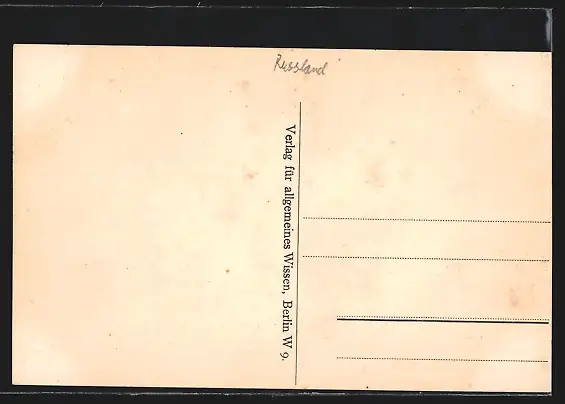 Russland
Verlag für allgemeines Wissen, Berlin W 9.